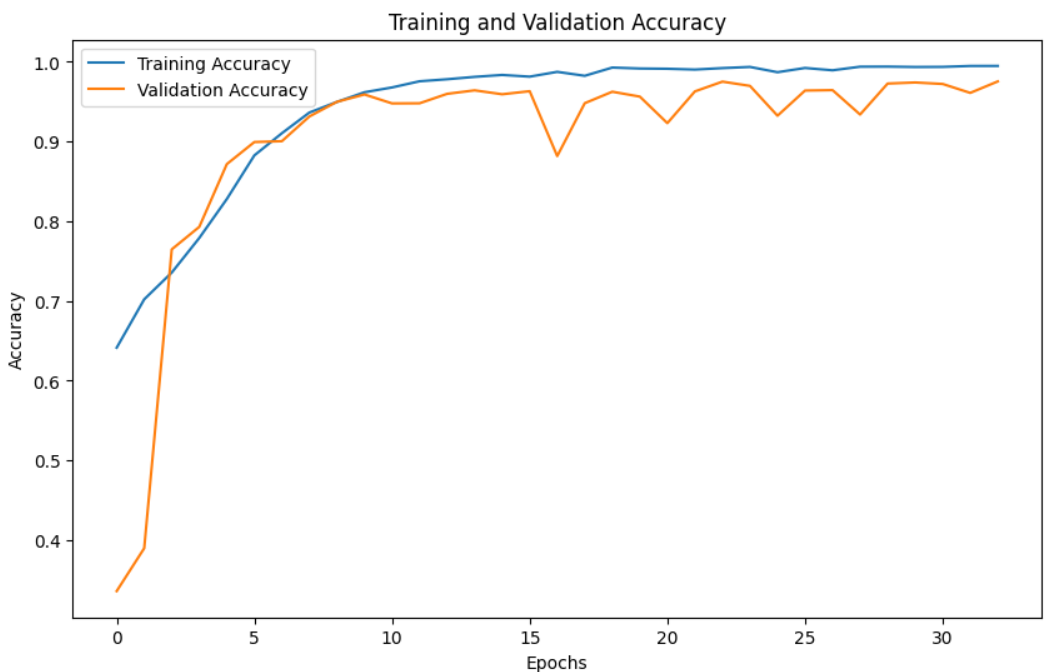 Training and Validation Accuracy
Training Accuracy
Validation Accuracy
1.0
0.9
0.8
0.7
0.6
0.5
0.4
Accuracy
0 5 10 15 20 25 30
Epochs